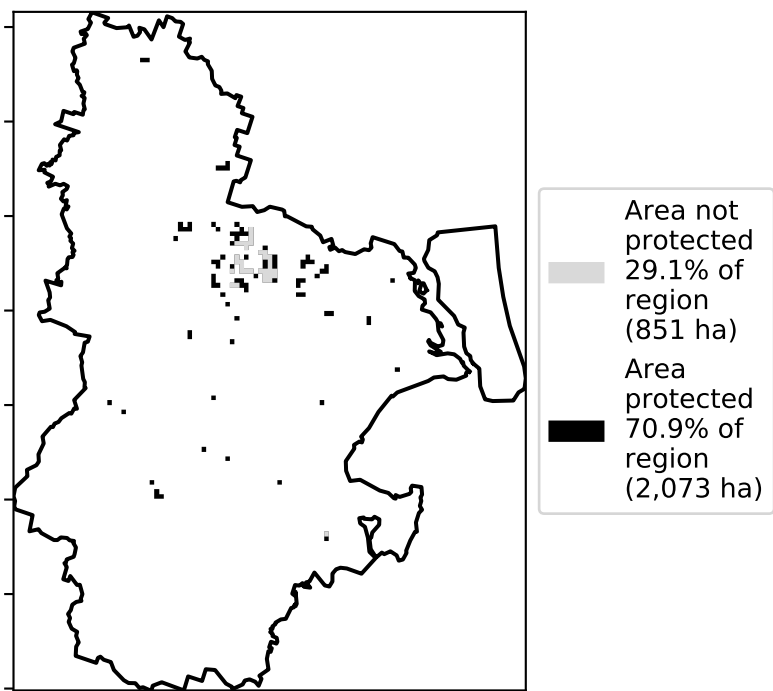 Area not
protected
29.1% of
region
(851 ha)
Area
protected
70.9% of
region
(2,073 ha)